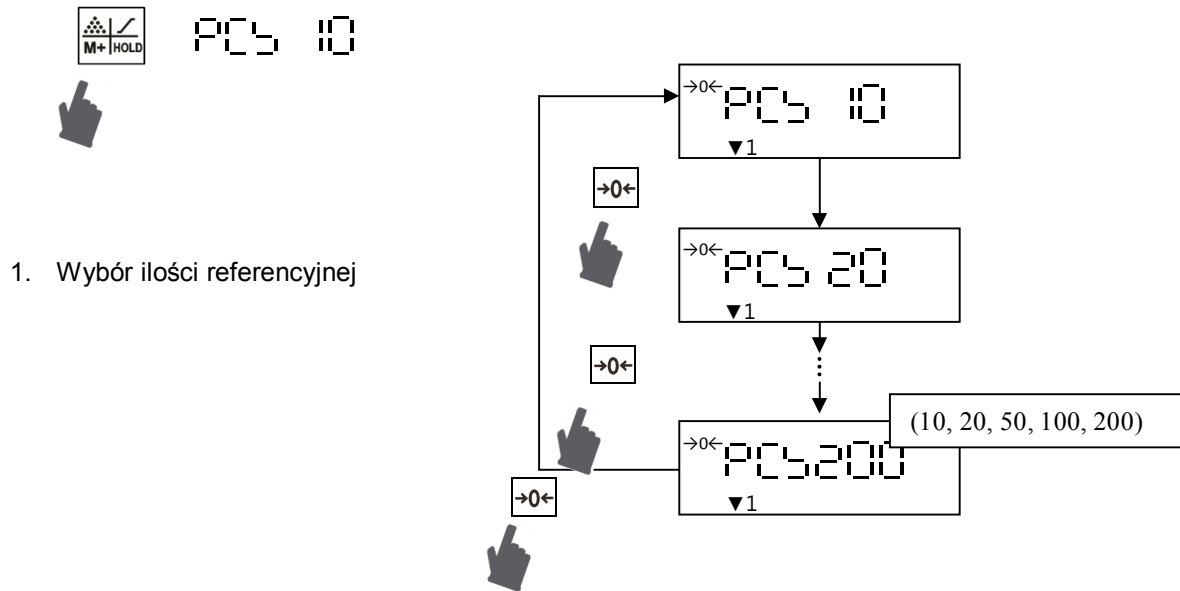 M+ HOLD PCS 10
→0← PCS 10
▼1
→0←
→0← PCS 20
▼1
1. Wybór ilości referencyjnej
→0←
(10, 20, 50, 100, 200)
→0← PCS200
▼1
→0←